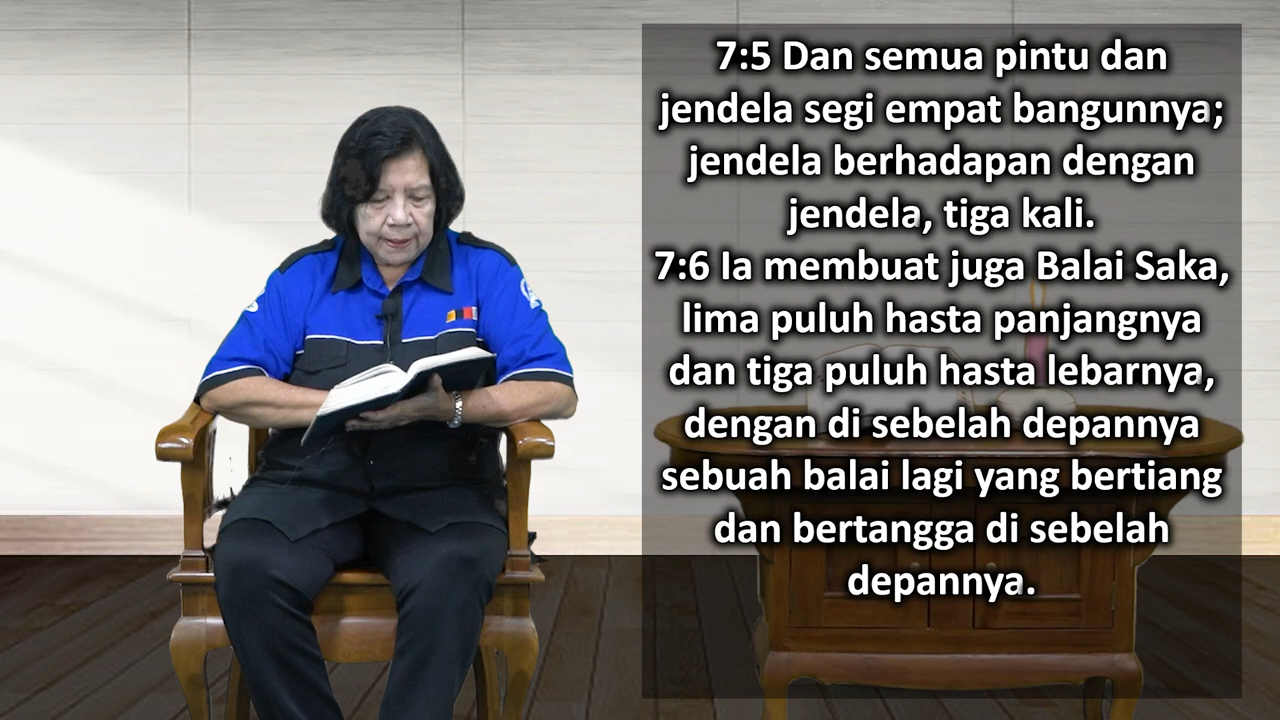 7:5 Dan semua pintu dan
jendela segi empat bangunnya;
jendela berhadapan dengan
jendela, tiga kali.
7:6 Ia membuat juga Balai Saka,
lima puluh hasta panjangnya
dan tiga puluh hasta lebarnya,
dengan di sebelah depannya
sebuah balai lagi yang bertiang
dan bertangga di sebelah
depannya.